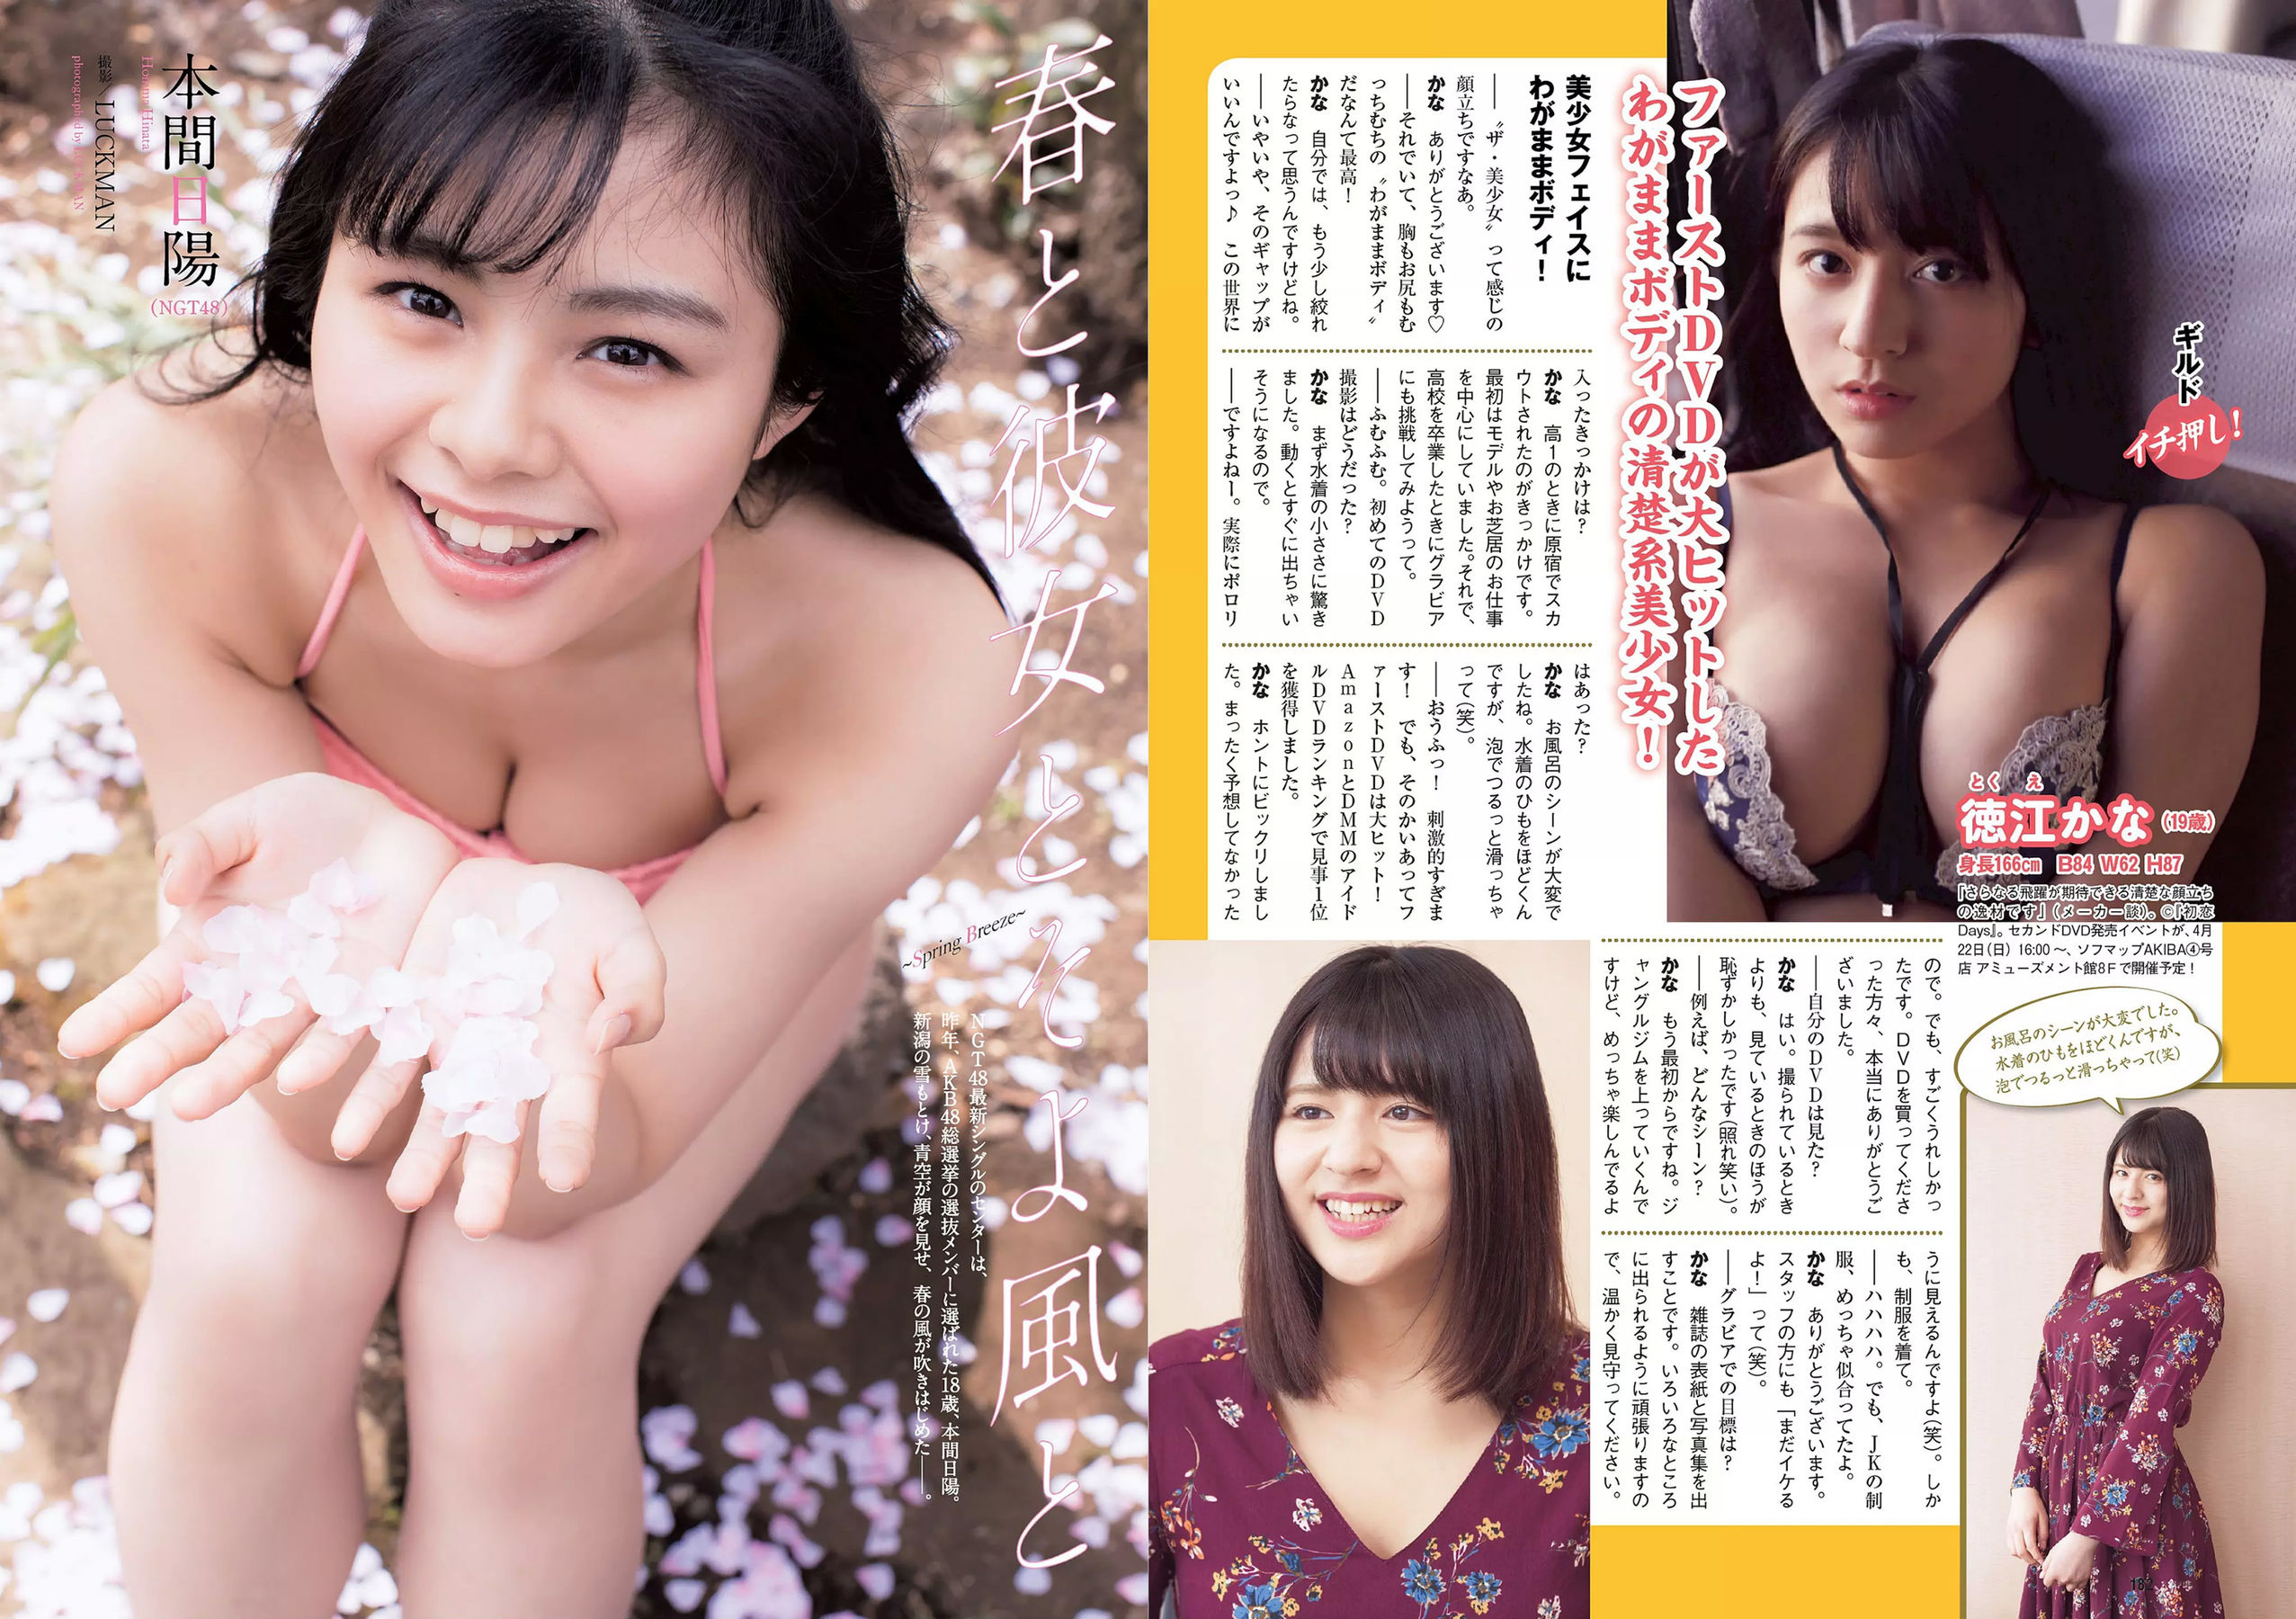 本間日陽
(NGT48)
Homma Hinata
撮影/LUCKMAN
photographed by LUCKMAN
春と彼女とそよ風と
~Spring Breeze~
NGT48最新シングルのセンターは、
昨年、AKB48総選挙の選抜メンバーに選ばれた18歳、本間日陽。
新潟の雪もとけ、青空が顔を見せ、春の風が吹きはじめた――。
ギルド
イチ押し!
ファーストDVDが大ヒットした
わがままボディの清楚系美少女!
とくえ
徳江かな(19歳)
身長166㎝ B84 W62 H87
「さらなる飛躍が期待できる清楚な顔立ち
の逸材です」(メーカー談)。©『初恋
Days』。セカンドDVD発売イベントが、4月
22日(日)16:00〜、ソフマップAKIBA④号
店 アミューズメント館8Fで開催予定!
美少女フェイスに
わがままボディ!
――〝ザ・美少女〟って感じの
顔立ちですなあ。
かな ありがとうございます♡
――それでいて、胸もお尻もむ
っちむちの〝わがままボディ〟
だなんて最高!
かな 自分では、もう少し絞れ
たらなって思うんですけどね。
――いやいや、そのギャップが
いいんですよっ♪ この世界に
入ったきっかけは?
かな 高1のときに原宿でスカ
ウトされたのがきっかけです。
最初はモデルやお芝居のお仕事
を中心にしていました。それで、
高校を卒業したときにグラビア
にも挑戦してみようって。
――ふむふむ。初めてのDVD
撮影はどうだった?
かな まず水着の小ささに驚き
ました。動くとすぐに出ちゃい
そうになるので。
――ですよねー。実際にポロリ
はあった?
かな お風呂のシーンが大変で
したね。水着のひもをほどくん
ですが、泡でつるっと滑っちゃ
って(笑)。
――おうふっ! 刺激的すぎま
す! でも、そのかいあってフ
ァーストDVDは大ヒット!
AmazonとDMMのアイド
ルDVDランキングで見事1位
を獲得しました。
かな ホントにビックリしまし
た。まったく予想してなかった
ので。でも、すごくうれしかっ
たです。DVDを買ってくださ
った方々、本当にありがとうご
ざいました。
――自分のDVDは見た?
かな はい。撮られているとき
よりも、見ているときのほうが
恥ずかしかったです(照れ笑い)。
――例えば、どんなシーン?
かな もう最初からですね。ジ
ャングルジムを上っていくんで
すけど、めっちゃ楽しんでるよ
うに見えるんですよ(笑)。しか
も、制服を着て。
――ハハハハ。でも、JKの制
服、めっちゃ似合ってたよ。
かな ありがとうございます。
スタッフの方にも「まだイケる
よ!」って(笑)。
――グラビアでの目標は?
かな 雑誌の表紙と写真集を出
すことです。いろいろなところ
に出られるように頑張りますの
で、温かく見守ってください。
お風呂のシーンが大変でした。
水着のひもをほどくんですが、
泡でつるっと滑っちゃって(笑)
182